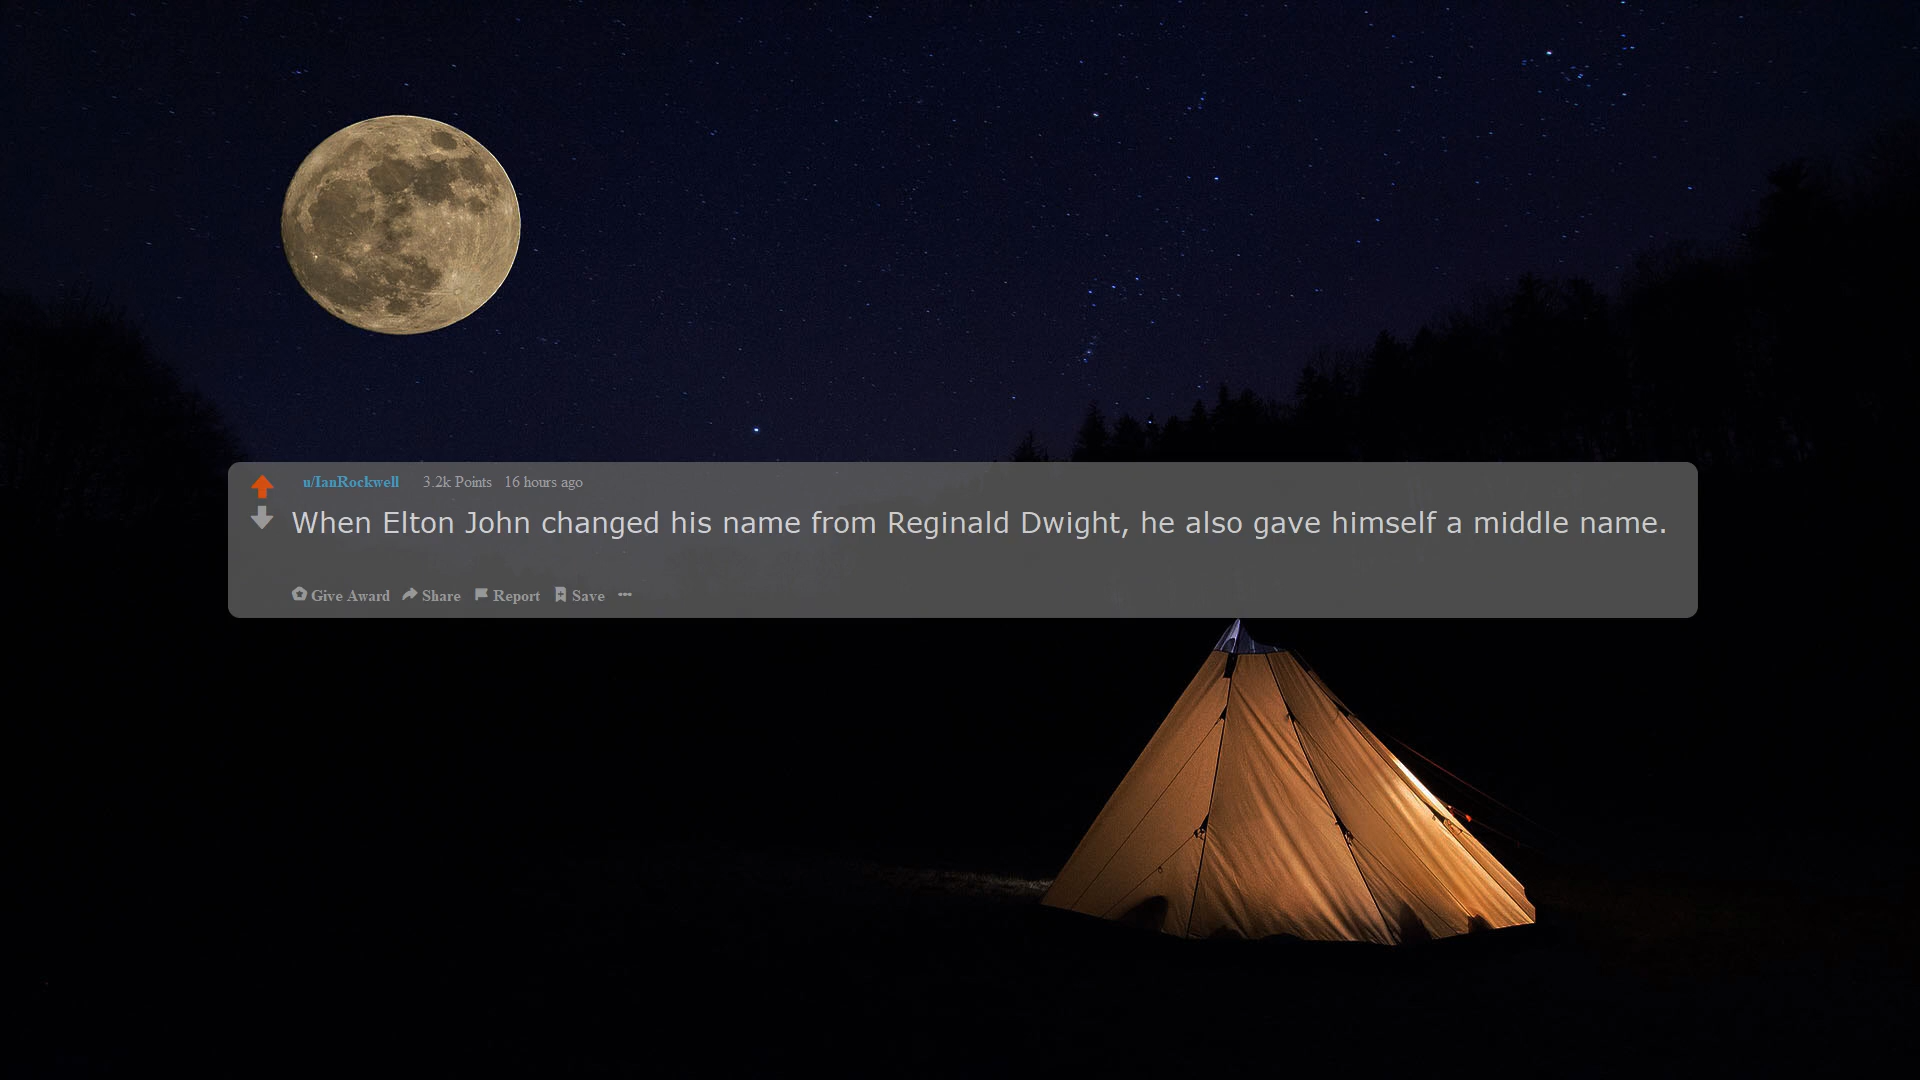 u/IanRockwell 3.2k Points 16 hours ago
When Elton John changed his name from Reginald Dwight, he also gave himself a middle name.
Give Award Share Report Save